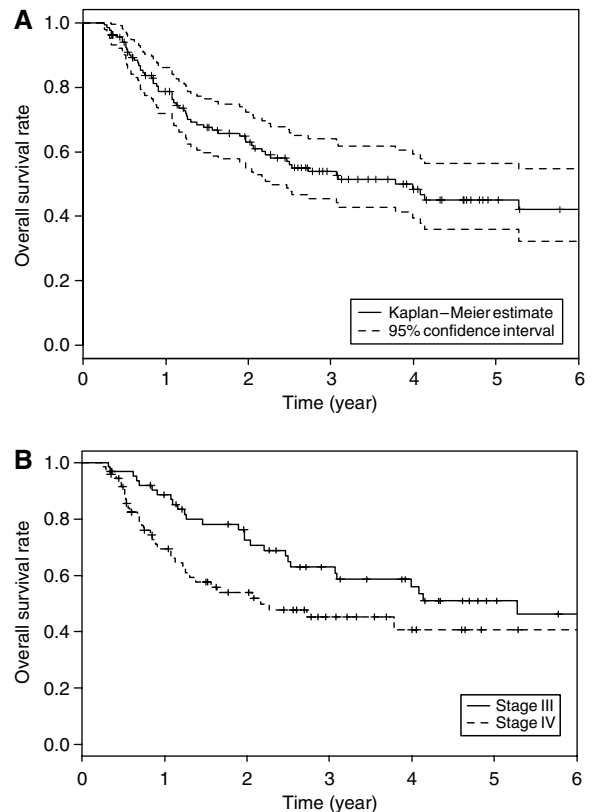 A
1.0
0.8
0.6
0.4
0.2
0.0
Overall survival rate
Kaplan–Meier estimate
95% confidence interval
0 1 2 3 4 5 6
Time (year)
B
1.0
0.8
0.6
0.4
0.2
0.0
Overall survival rate
Stage III
Stage IV
0 1 2 3 4 5 6
Time (year)